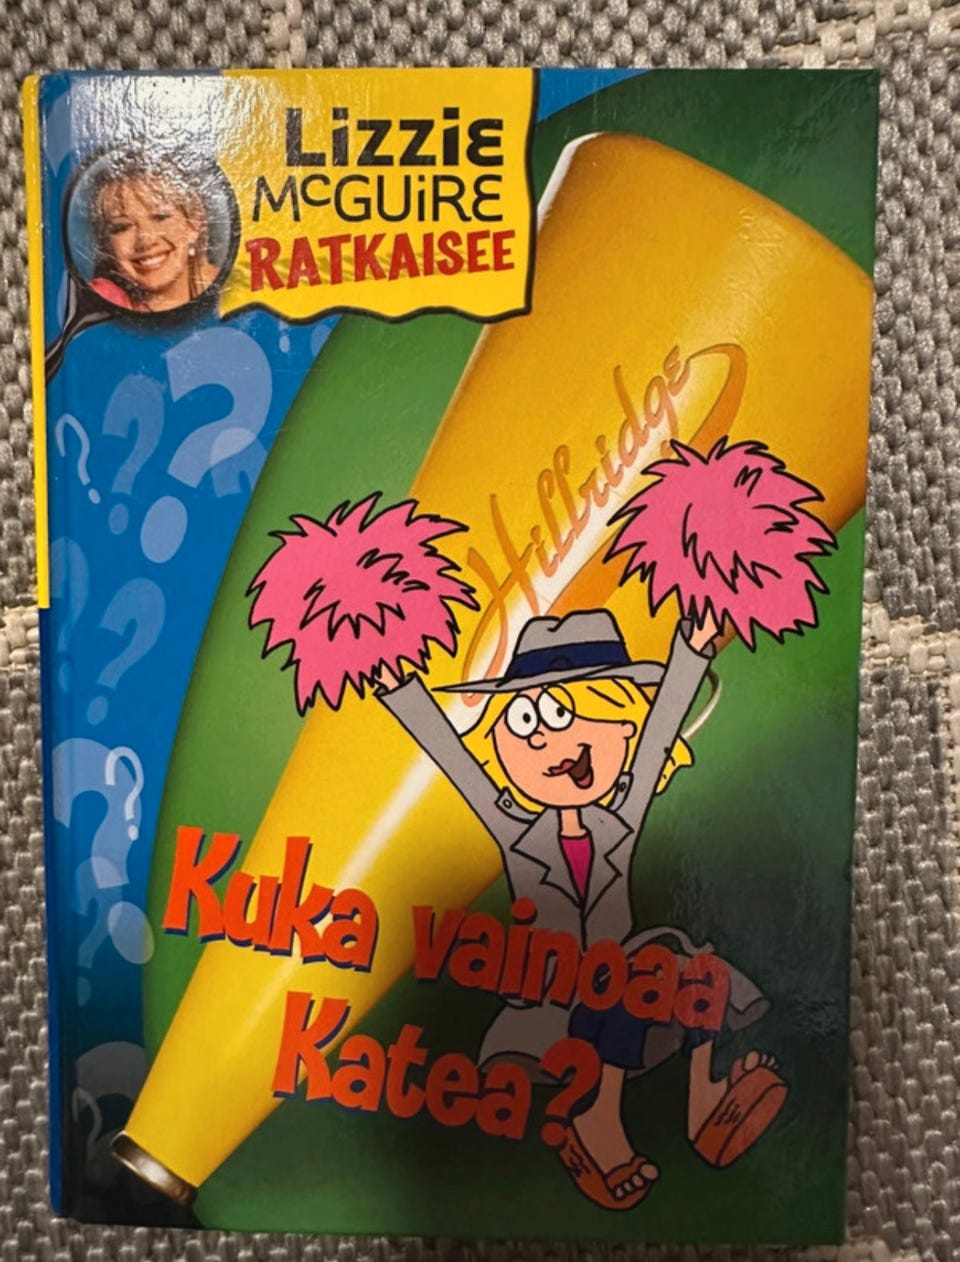 Lizzie
McGuire
RATKAISEE
Hillridge
Kuka vainoaa
Katea?